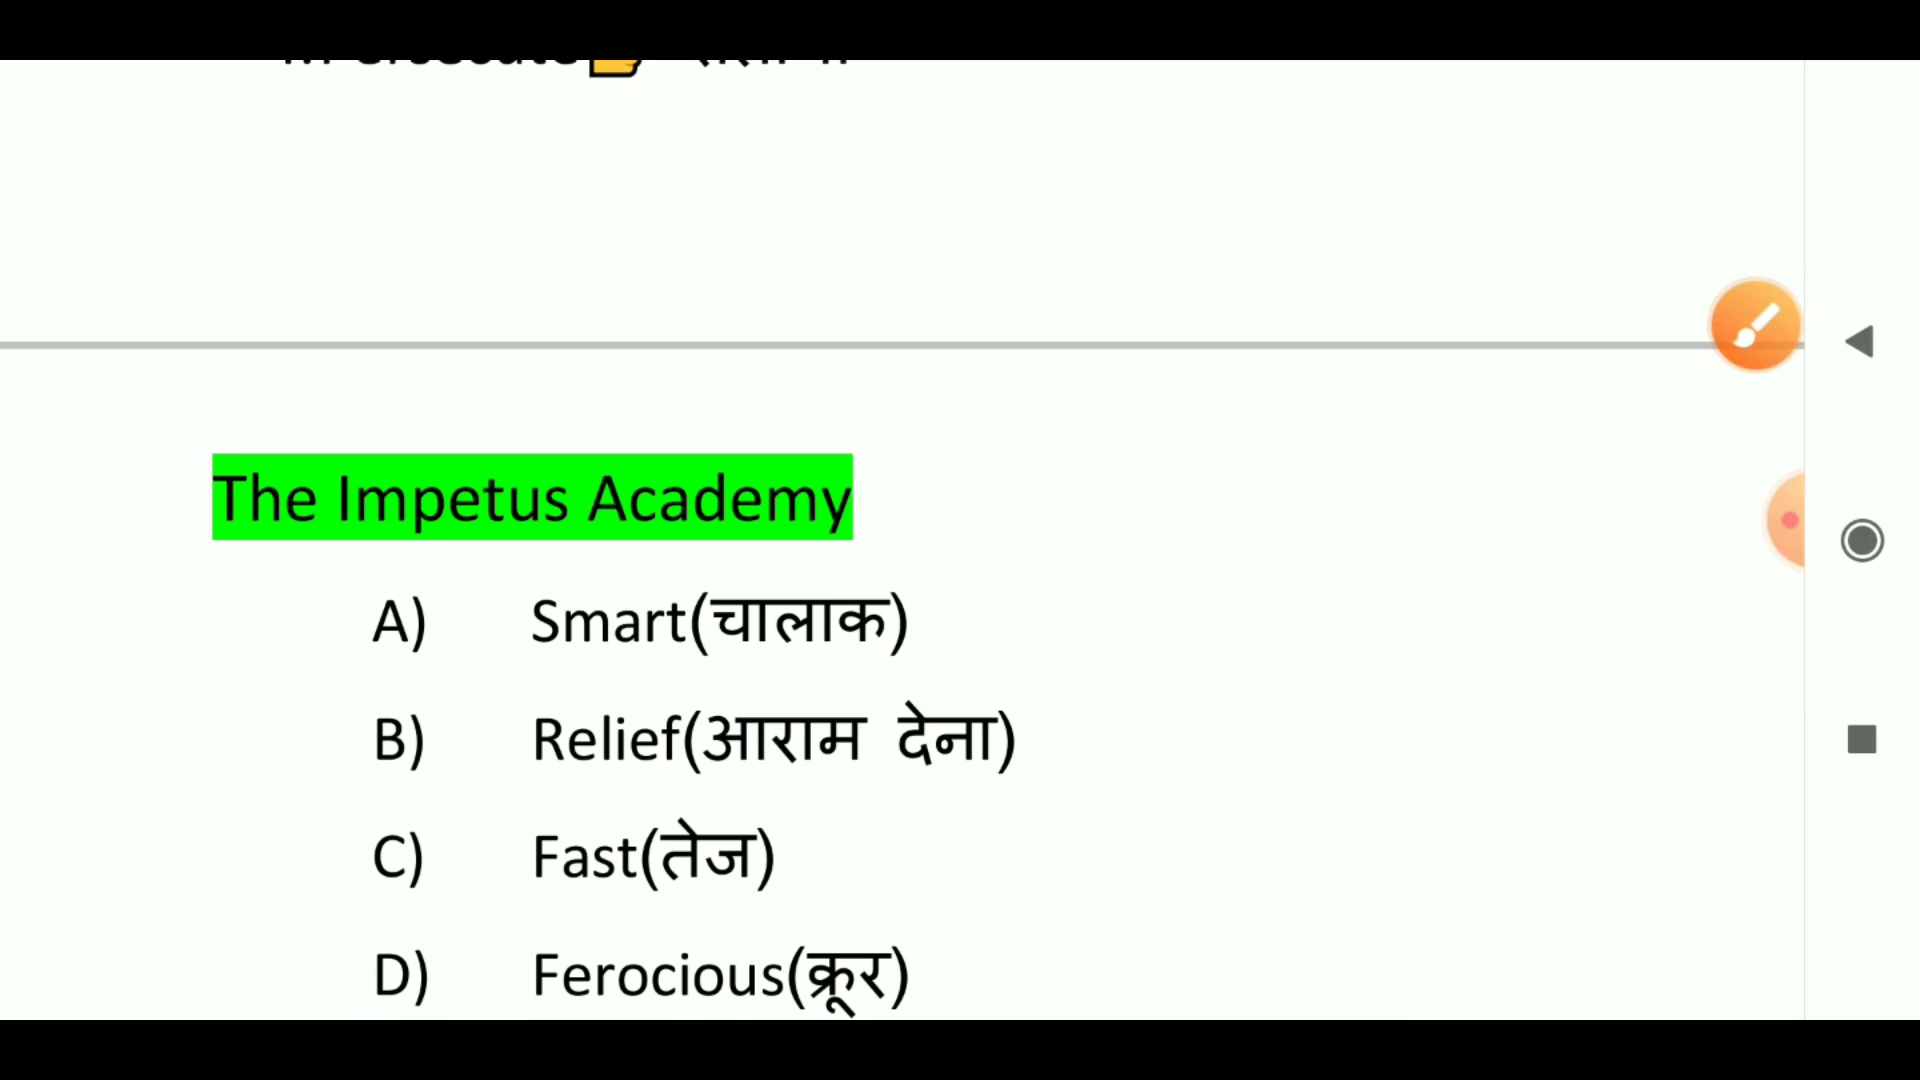 The Impetus Academy
A) Smart(चालाक)
B) Relief(आराम देना)
C) Fast(तेज)
D) Ferocious(क्रूर)